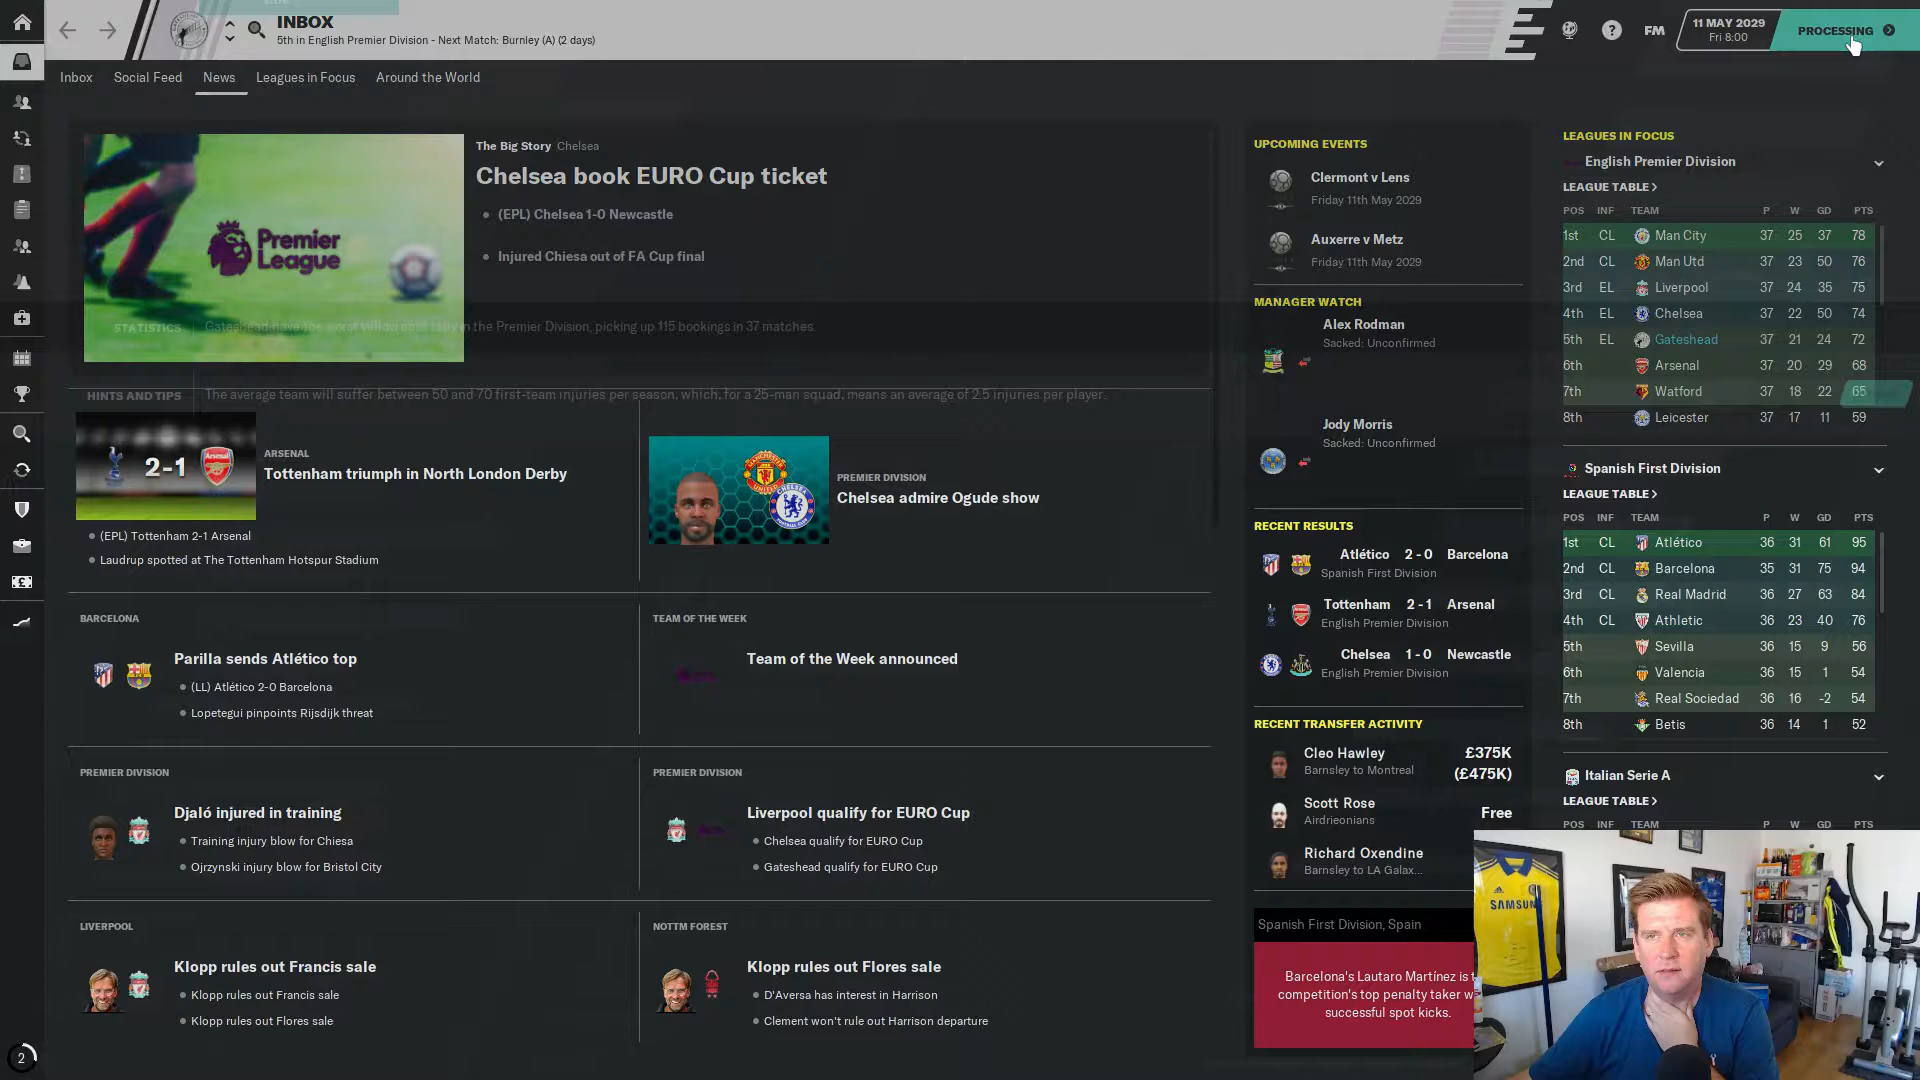 INBOX
5th in English Premier Division - Next Match: Burnley (A) (2 days)
FM
11 MAY 2029
Fri 8:00
PROCESSING
Inbox
Social Feed
News
Leagues in Focus
Around the World
Premier
League
The Big Story Chelsea
Chelsea book EURO Cup ticket
(EPL) Chelsea 1-0 Newcastle
Injured Chiesa out of FA Cup final
STATISTICS
in the Premier Division, picking up 115 bookings in 37 matches.
HINTS AND TIPS
The average team will suffer between 50 and 70 first-team injuries per season, which, for a 25-man squad, means an average of 2.5 injuries per player.
2-1
Arsenal
ARSENAL
Tottenham triumph in North London Derby
(EPL) Tottenham 2-1 Arsenal
Laudrup spotted at The Tottenham Hotspur Stadium
PREMIER DIVISION
Chelsea admire Ogude show
BARCELONA
Parilla sends Atlético top
(LL) Atlético 2-0 Barcelona
Lopetegui pinpoints Rijsdijk threat
TEAM OF THE WEEK
Team of the Week announced
PREMIER DIVISION
Djaló injured in training
Training injury blow for Chiesa
Ojrzynski injury blow for Bristol City
PREMIER DIVISION
Liverpool qualify for EURO Cup
Chelsea qualify for EURO Cup
Gateshead qualify for EURO Cup
LIVERPOOL
Klopp rules out Francis sale
Klopp rules out Francis sale
Klopp rules out Flores sale
NOTTM FOREST
Klopp rules out Flores sale
D'Aversa has interest in Harrison
Clement won't rule out Harrison departure
2
UPCOMING EVENTS
Clermont v Lens
Friday 11th May 2029
Auxerre v Metz
Friday 11th May 2029
MANAGER WATCH
Alex Rodman
Sacked: Unconfirmed
Jody Morris
Sacked: Unconfirmed
RECENT RESULTS
Atlético 2 - 0 Barcelona
Spanish First Division
Tottenham 2 - 1 Arsenal
English Premier Division
Chelsea 1 - 0 Newcastle
English Premier Division
RECENT TRANSFER ACTIVITY
Cleo Hawley £375K
Barnsley to Montreal (£475K)
Scott Rose Free
Airdrieonians
Richard Oxendine
Barnsley to LA Galax...
Spanish First Division, Spain
Barcelona's Lautaro Martínez is t
competition's top penalty taker w
successful spot kicks.
LEAGUES IN FOCUS
English Premier Division
LEAGUE TABLE >
POS INF TEAM P W GD PTS
1st CL Man City 37 25 37 78
2nd CL Man Utd 37 23 50 76
3rd EL Liverpool 37 24 35 75
4th EL Chelsea 37 22 50 74
5th EL Gateshead 37 21 24 72
6th Arsenal 37 20 29 68
7th Watford 37 18 22 65
8th Leicester 37 17 11 59
Spanish First Division
LEAGUE TABLE >
POS INF TEAM P W GD PTS
1st CL Atlético 36 31 61 95
2nd CL Barcelona 35 31 75 94
3rd CL Real Madrid 36 27 63 84
4th CL Athletic 36 23 40 76
5th Sevilla 36 15 9 56
6th Valencia 36 15 1 54
7th Real Sociedad 36 16 -2 54
8th Betis 36 14 1 52
Italian Serie A
LEAGUE TABLE >
POS INF TEAM P W GD PTS
SAMSUNG